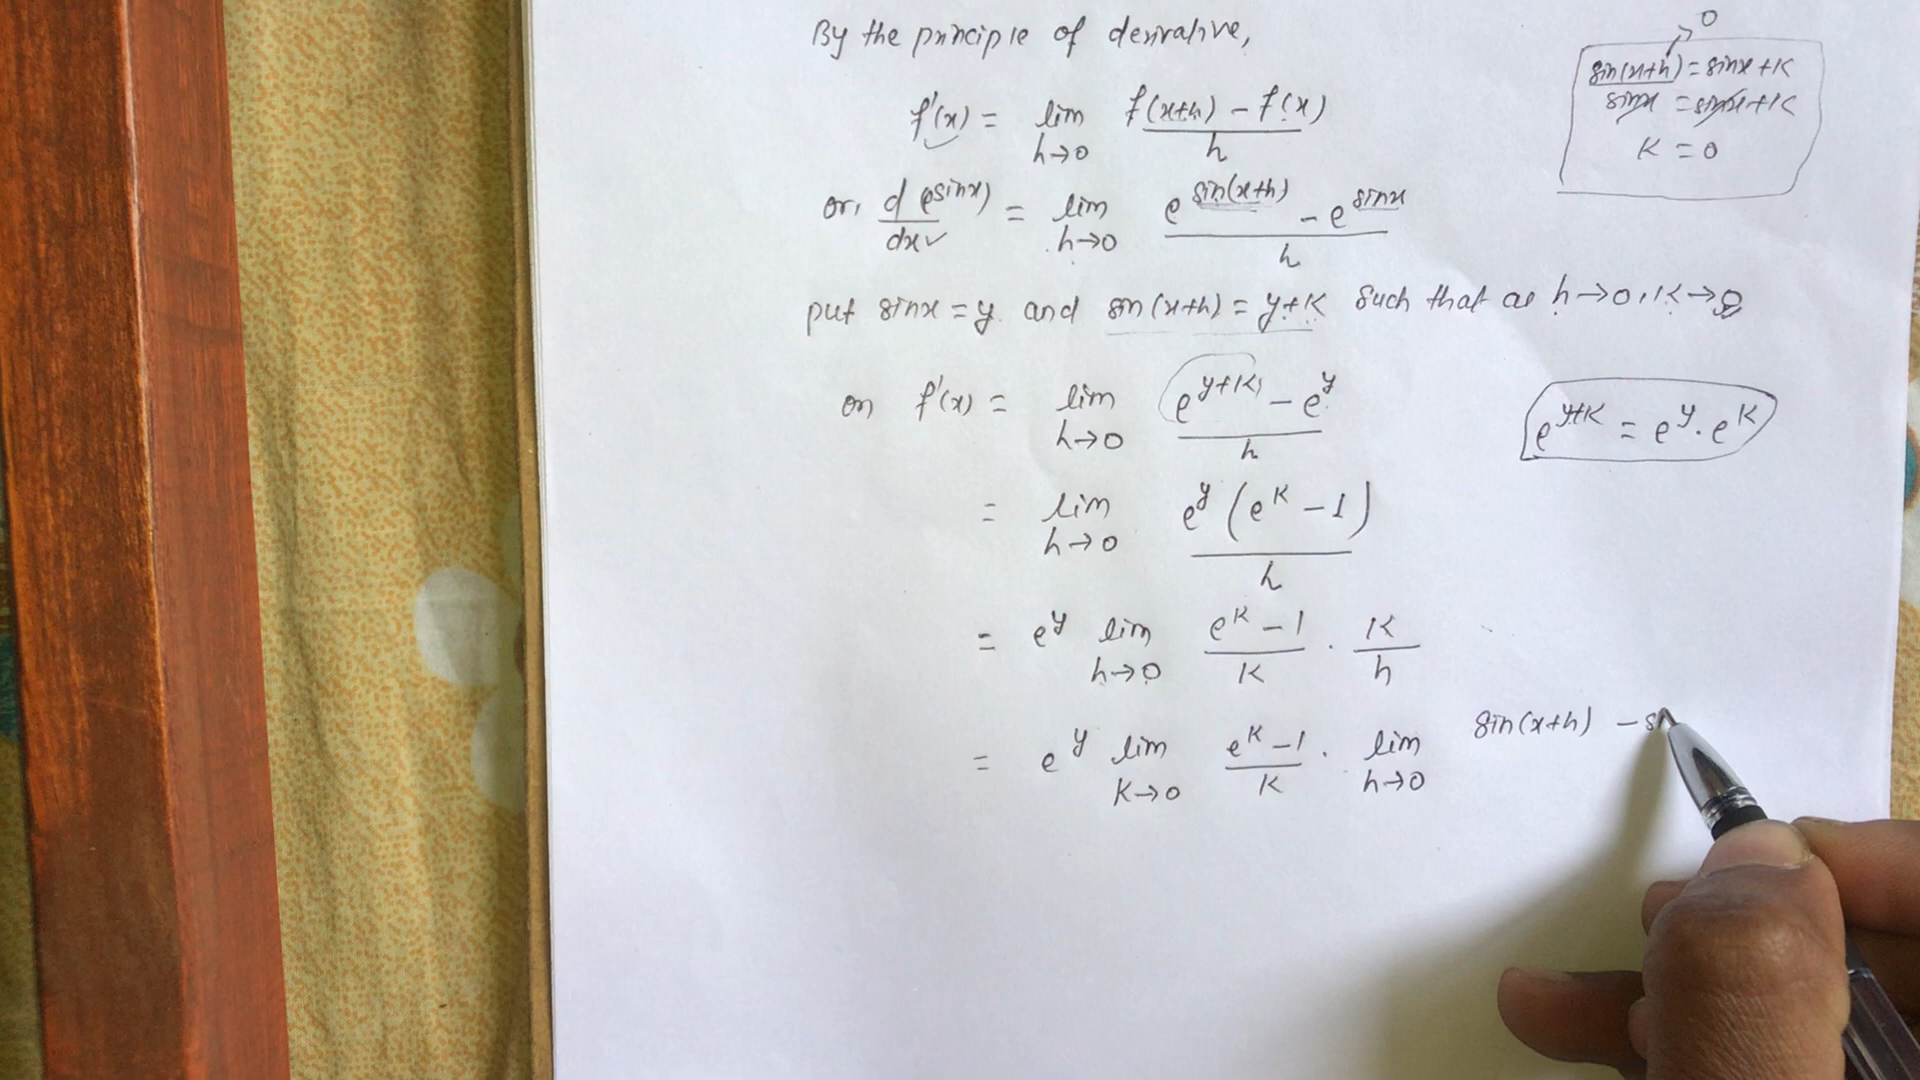 By the principle of derivative,
f'(x) = lim h→0 f(x+h) - f(x) / h
or, d (e^sinx) / dx = lim h→0 e^sin(x+h) - e^sinx / h
put sinx = y and sin(x+h) = y+k such that as h→0, k→0
or f'(x) = lim h→0 e^y+k - e^y / h
= lim h→0 e^y (e^k - 1) / h
= e^y lim h→0 e^k - 1 / k . k / h
= e^y lim k→0 e^k - 1 / k . lim h→0 sin(x+h) - s
0
sin(x+h) = sinx + k
sinx = sinx + k
k = 0
e^y+k = e^y . e^k